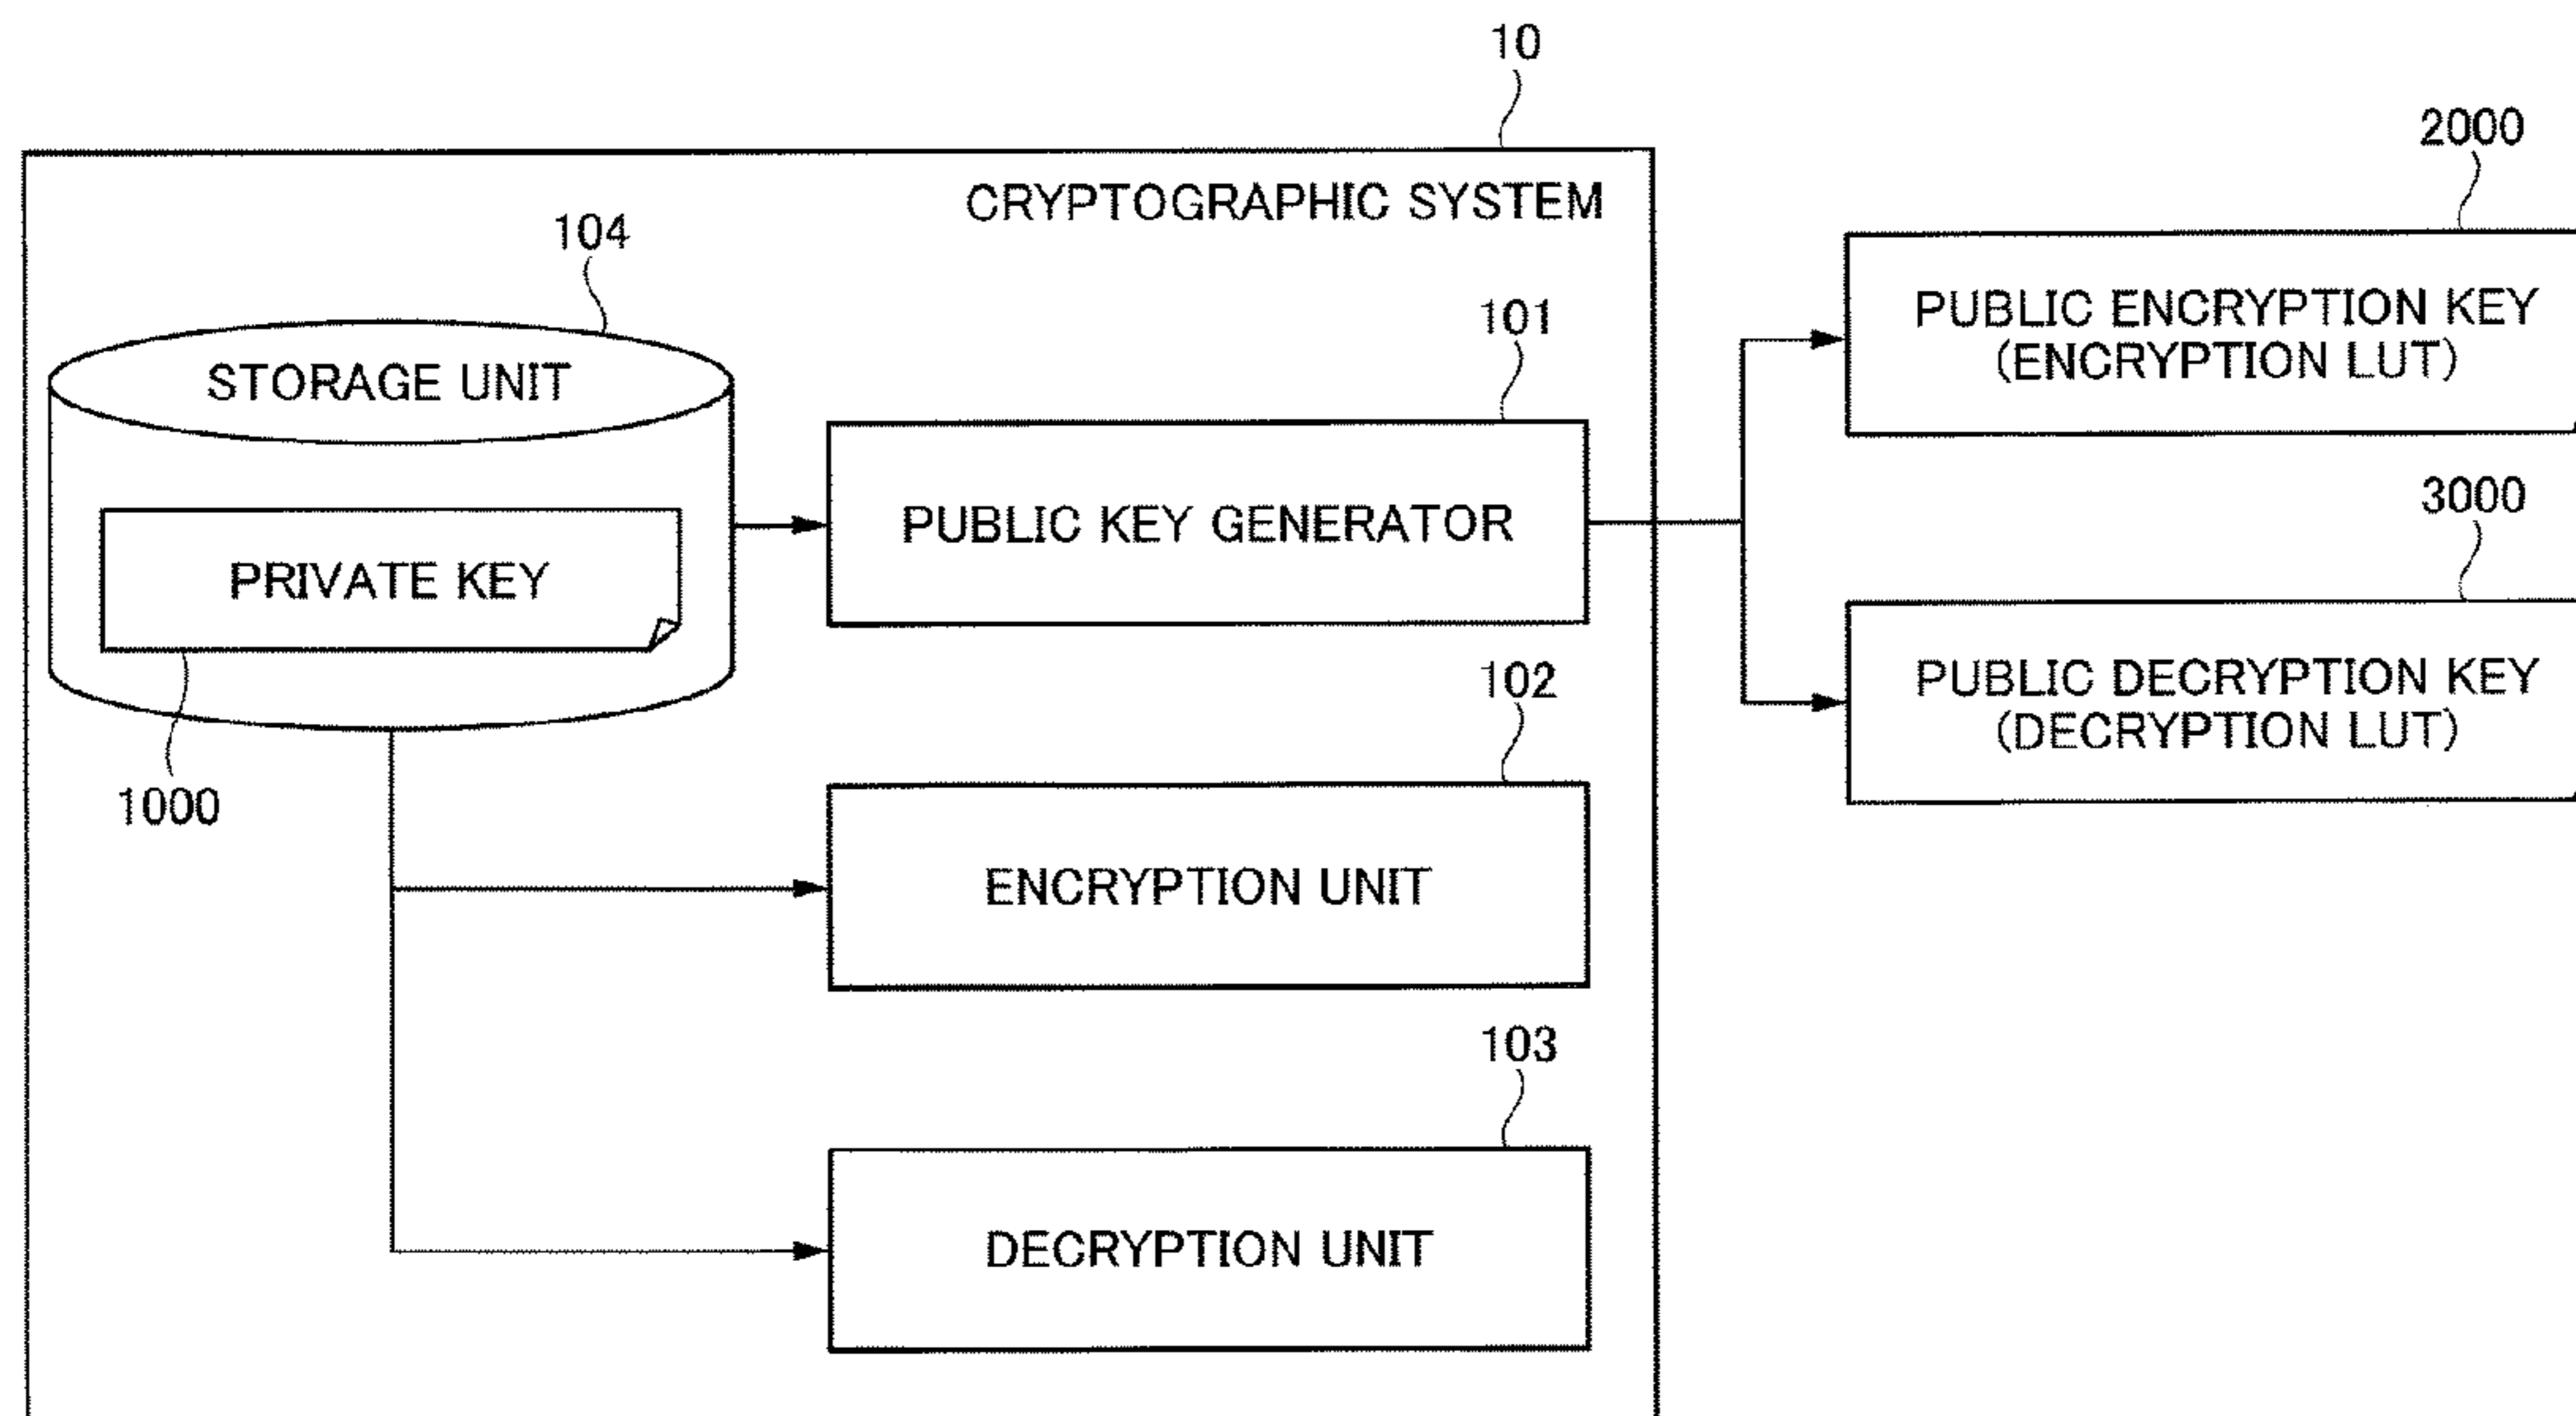 10
CRYPTOGRAPHIC SYSTEM
2000
PUBLIC ENCRYPTION KEY
(ENCRYPTION LUT)
104
STORAGE UNIT
101
PUBLIC KEY GENERATOR
PRIVATE KEY
1000
3000
PUBLIC DECRYPTION KEY
(DECRYPTION LUT)
102
ENCRYPTION UNIT
103
DECRYPTION UNIT